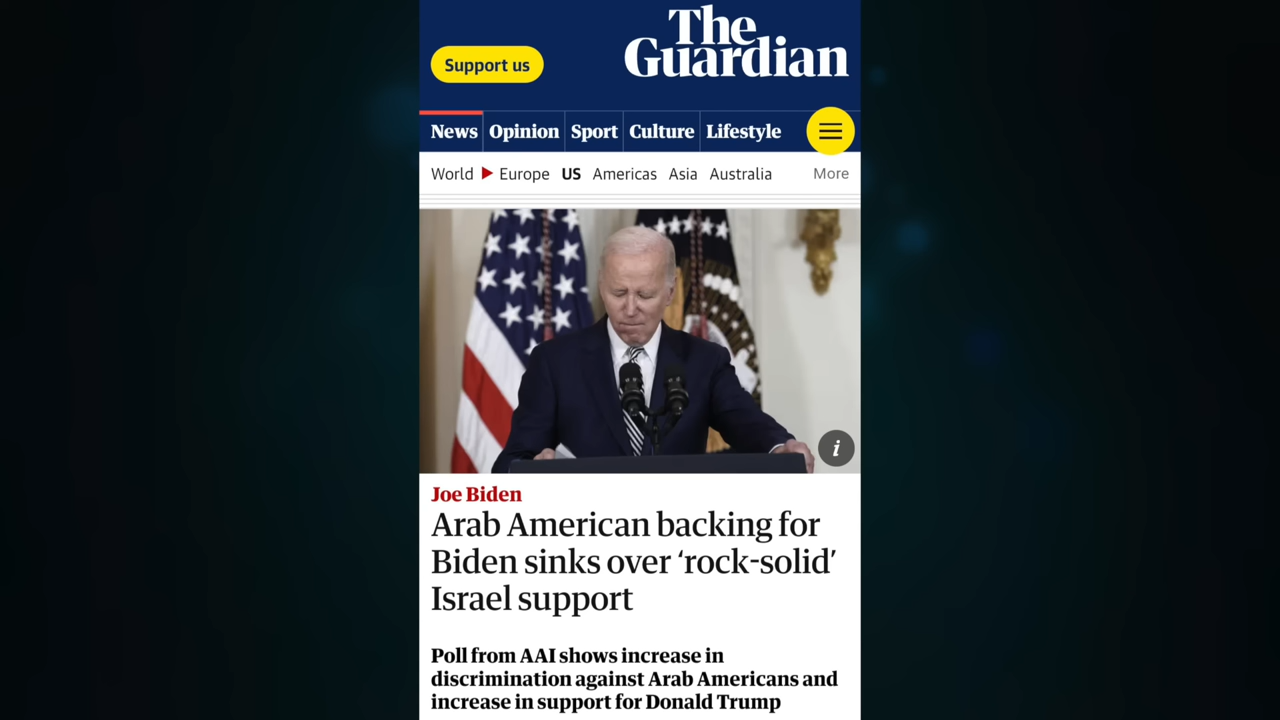 The
Guardian
Support us
News Opinion Sport Culture Lifestyle
World Europe US Americas Asia Australia More
i
Joe Biden
Arab American backing for
Biden sinks over ‘rock-solid’
Israel support
Poll from AAI shows increase in
discrimination against Arab Americans and
increase in support for Donald Trump